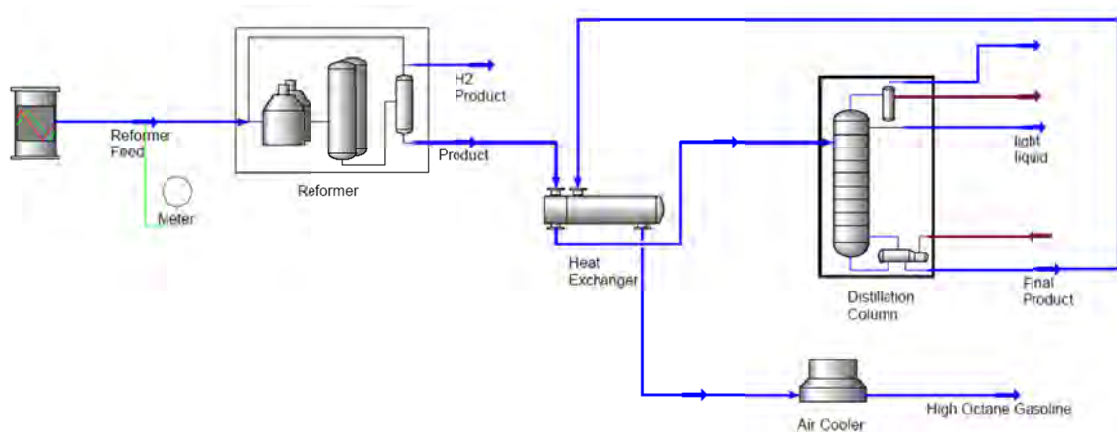 H2
Product
Reformer
Feed
Product
light
liquid
Reformer
Meter
Heat
Exchanger
Final
Product
Distillation
Column
High Octane Gasoline
Air Cooler